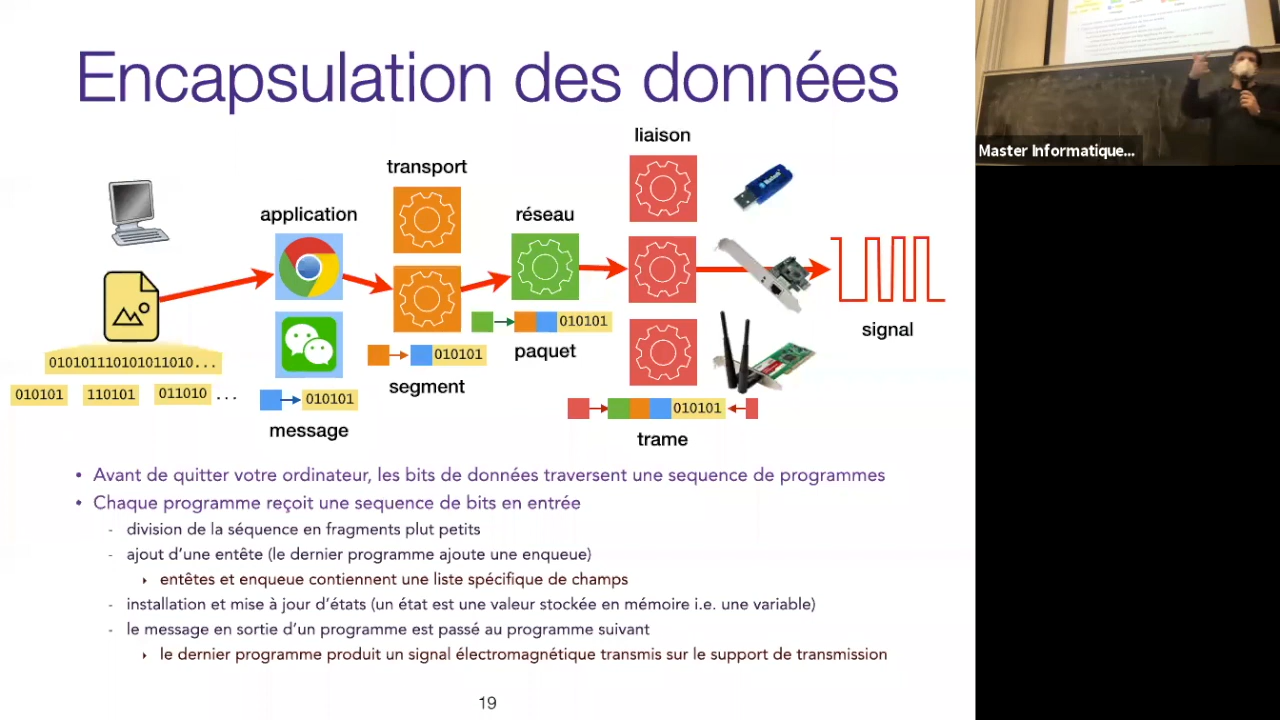 Encapsulation des données
liaison
transport
application
réseau
signal
010101110101011010...
010101 110101 011010 ...
010101
message
010101
segment
010101
paquet
010101
trame
• Avant de quitter votre ordinateur, les bits de données traversent une sequence de programmes
• Chaque programme reçoit une sequence de bits en entrée
- division de la séquence en fragments plut petits
- ajout d'une entête (le dernier programme ajoute une enqueue)
‣ entêtes et enqueue contiennent une liste spécifique de champs
- installation et mise à jour d'états (un état est une valeur stockée en mémoire i.e. une variable)
- le message en sortie d'un programme est passé au programme suivant
‣ le dernier programme produit un signal électromagnétique transmis sur le support de transmission
19
Master Informatique...